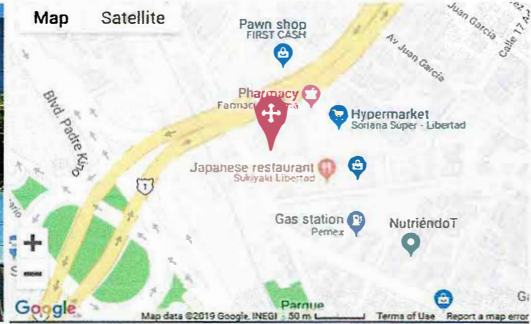 Map Satellite
Pawn shop
FIRST CASH
Juan García
Calle 17
Av Juan García
Pharmacy
Blvd. Padre Kino
Hypermarket
Soriana Súper - Libertad
Japanese restaurant
Sukiyaki Libertad
1
Gas station
Pemex
NutriéndoT
+
−
Parque
Google
Map data ©2019 Google, INEGI 50 m Terms of Use Report a map error